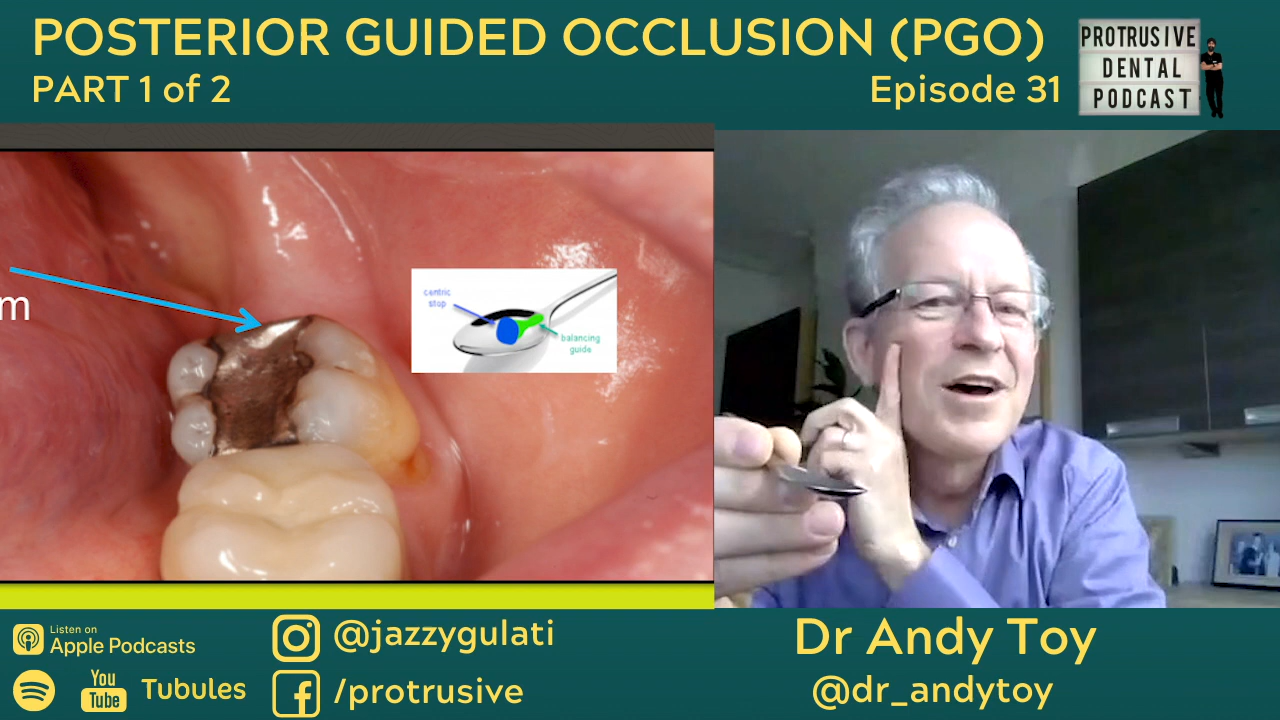 POSTERIOR GUIDED OCCLUSION (PGO)
PART 1 of 2
Episode 31
PROTRUSIVE
DENTAL
PODCAST
m
centric
stop
balancing
guide
Listen on
Apple Podcasts
@jazzygulati
You
Tube
Tubules
/protrusive
Dr Andy Toy
@dr_andytoy